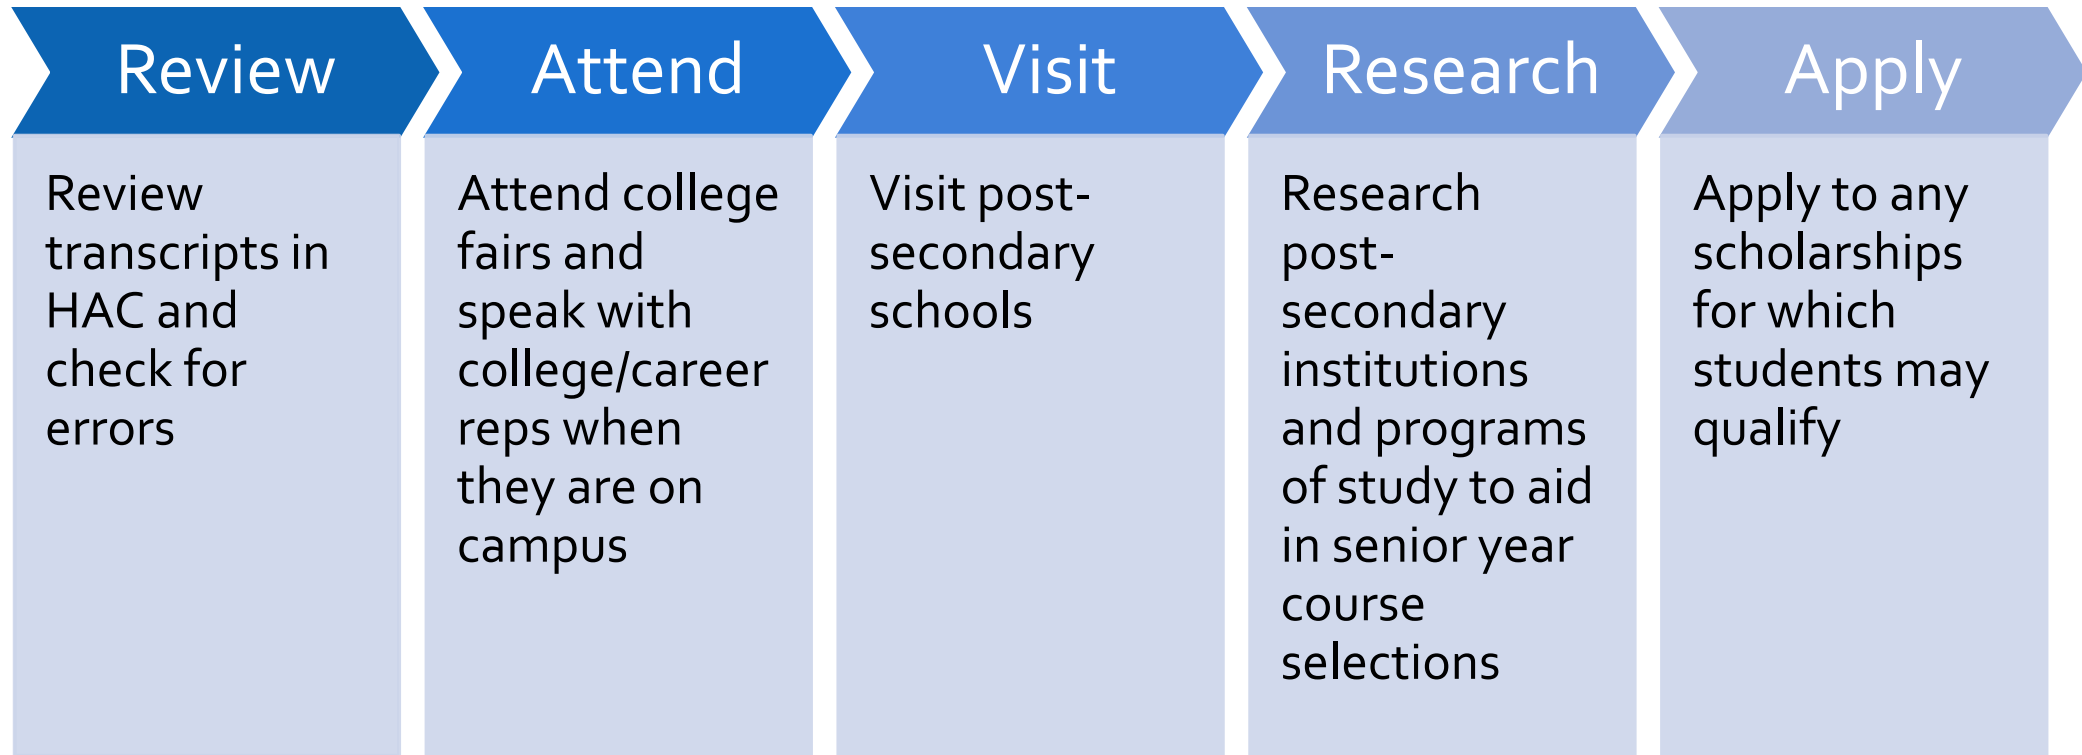 Review
Attend
Visit
Research
Apply
Review
transcripts in
HAC and
check for
errors
Attend college
fairs and
speak with
college/career
reps when
they are on
campus
Visit post-
secondary
schools
Research
post-
secondary
institutions
and programs
of study to aid
in senior year
course
selections
Apply to any
scholarships
for which
students may
qualify